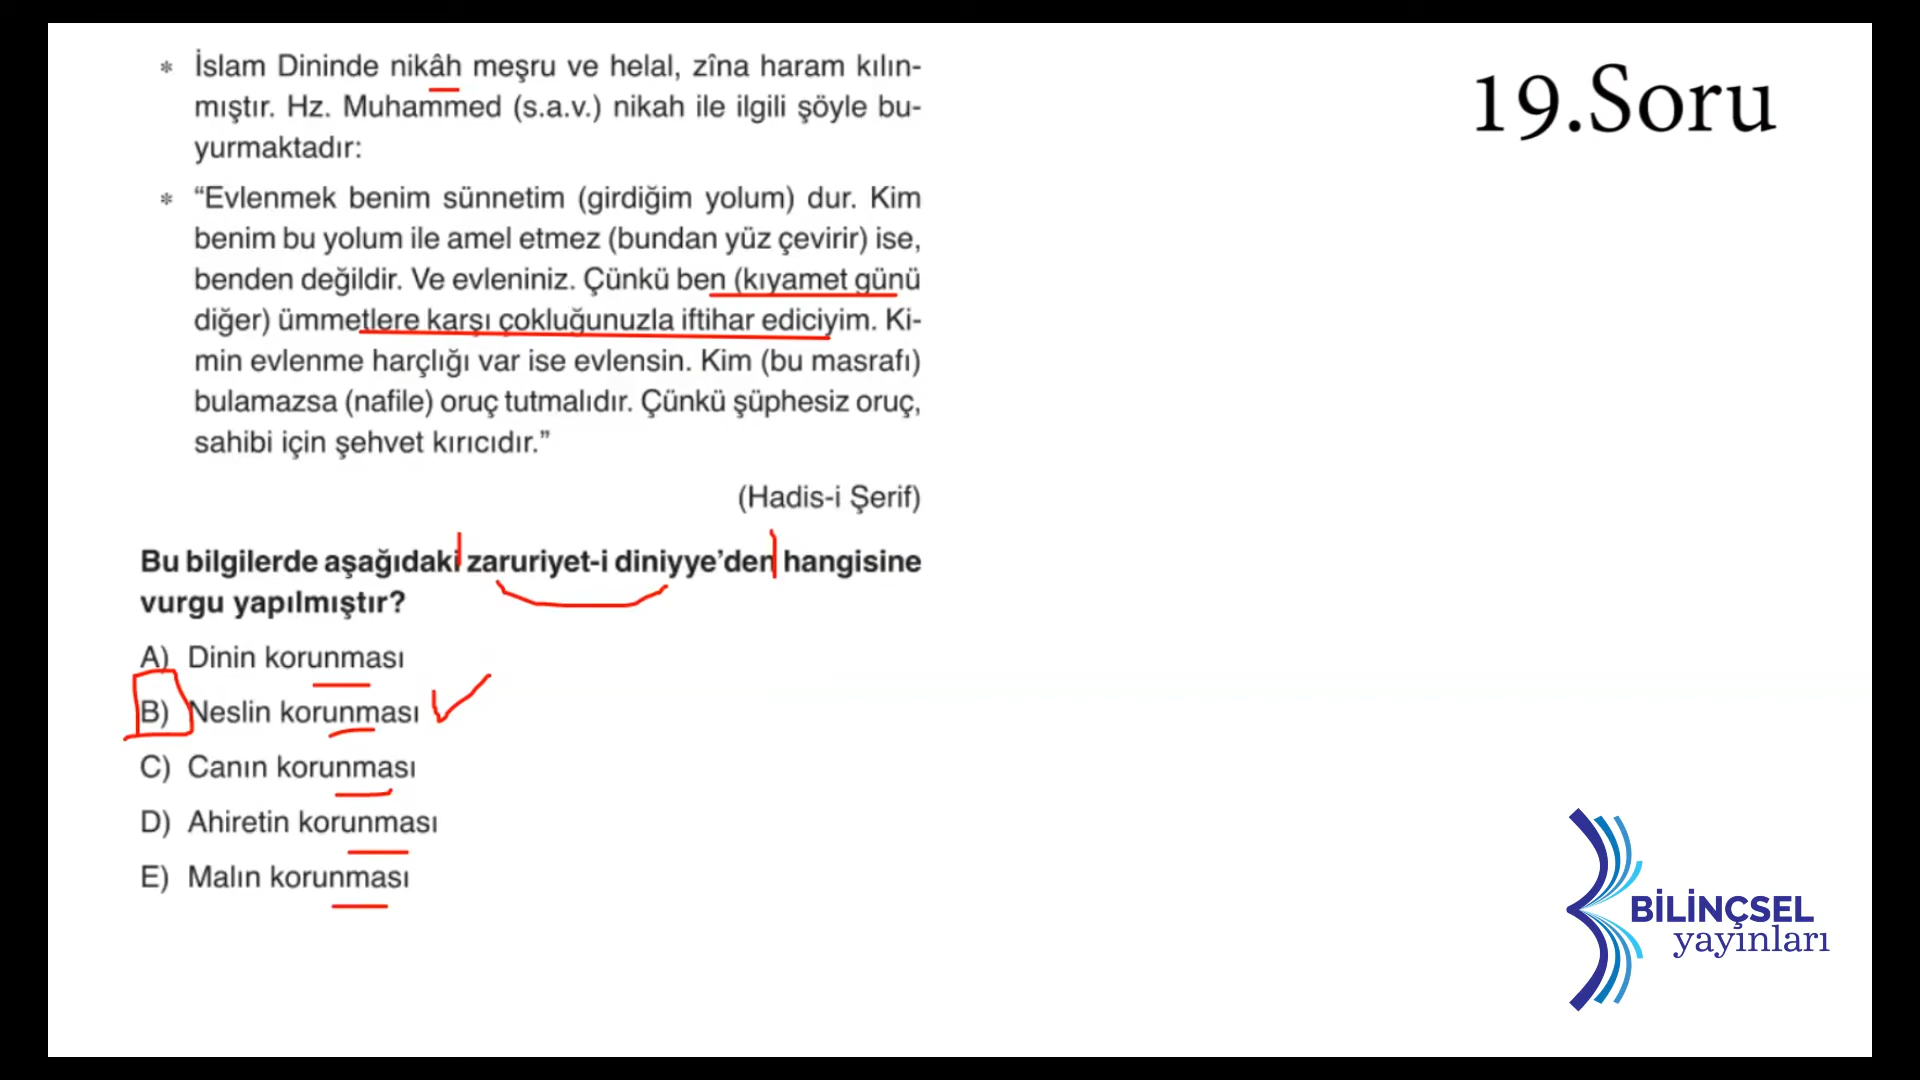 * İslam Dininde nikâh meşru ve helal, zîna haram kılın-
mıştır. Hz. Muhammed (s.a.v.) nikah ile ilgili şöyle bu-
yurmaktadır:
* “Evlenmek benim sünnetim (girdiğim yolum) dur. Kim
benim bu yolum ile amel etmez (bundan yüz çevirir) ise,
benden değildir. Ve evleniniz. Çünkü ben (kıyamet günü
diğer) ümmetlere karşı çokluğunuzla iftihar ediciyim. Ki-
min evlenme harçlığı var ise evlensin. Kim (bu masrafı)
bulamazsa (nafile) oruç tutmalıdır. Çünkü şüphesiz oruç,
sahibi için şehvet kırıcıdır.”
(Hadis-i Şerif)
Bu bilgilerde aşağıdaki zaruriyet-i diniyye’den hangisine
vurgu yapılmıştır?
A) Dinin korunması
B) Neslin korunması
C) Canın korunması
D) Ahiretin korunması
E) Malın korunması
19.Soru
BİLİNÇSEL
yayınları